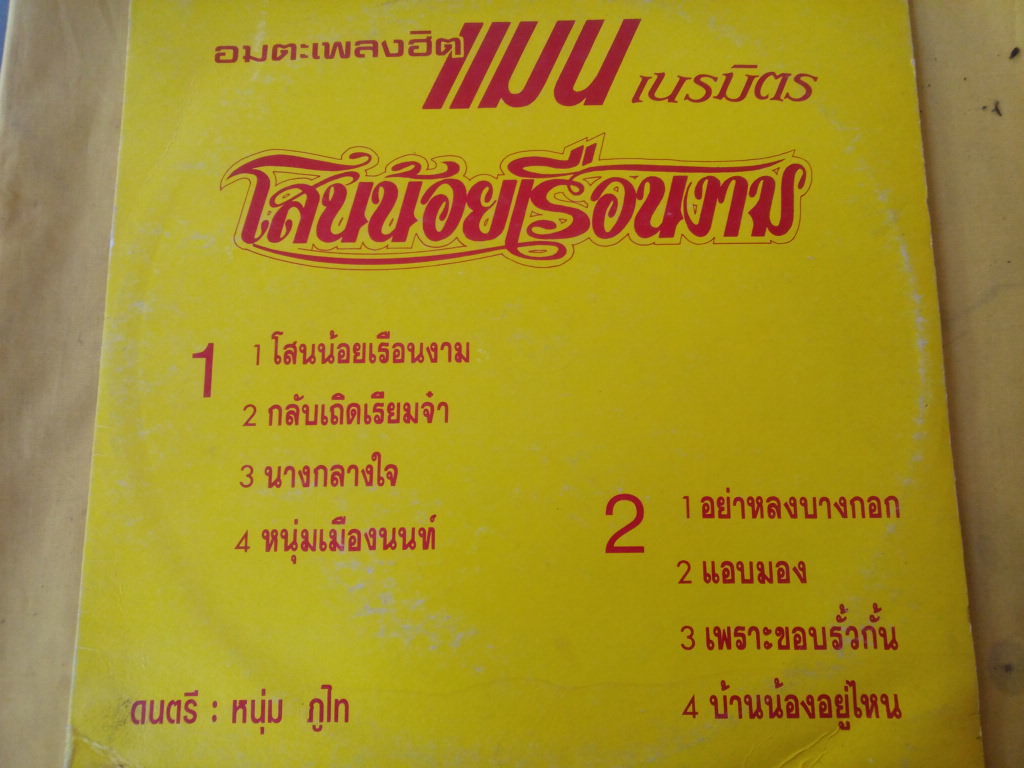 อมตะเพลงฮิต แมน เนรมิตร
โสนน้อยเรือนงาม
1
1 โสนน้อยเรือนงาม
2 กลับเถิดเรียมจ๋า
3 นางกลางใจ
4 หนุ่มเมืองนนท์
2
1 อย่าหลงบางกอก
2 แอบมอง
3 เพราะขอบรั้วกั้น
4 บ้านน้องอยู่ไหน
ดนตรี : หนุ่ม ภูไท